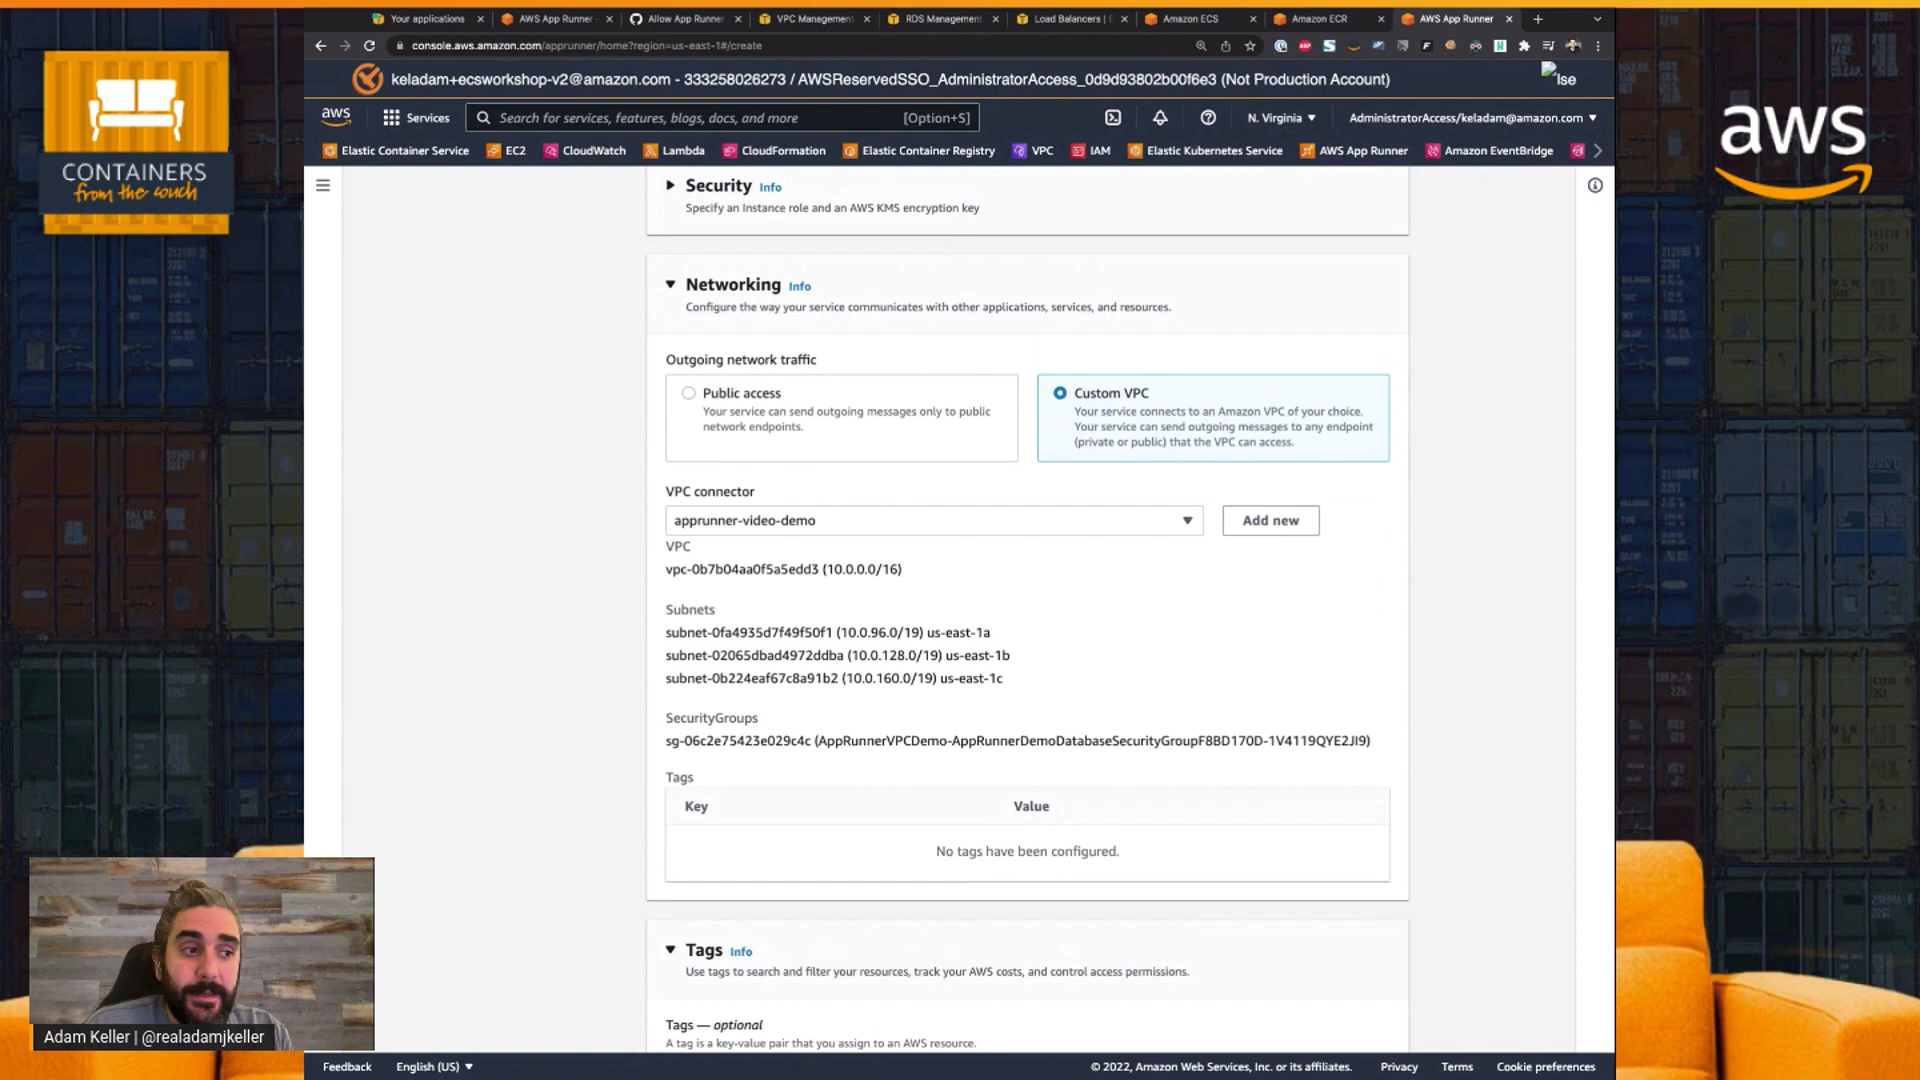 Your applications
AWS App Runner
Allow App Runner
VPC Management
RDS Management
Load Balancers | E
Amazon ECS
Amazon ECR
AWS App Runner
console.aws.amazon.com/apprunner/home?region=us-east-1#/create
keladam+ecsworkshop-v2@amazon.com - 333258026273 / AWSReservedSSO_AdministratorAccess_0d9d93802b00f6e3 (Not Production Account)
Ise
aws
Services
Search for services, features, blogs, docs, and more
[Option+S]
N. Virginia
AdministratorAccess/keladam@amazon.com
Elastic Container Service
EC2
CloudWatch
Lambda
CloudFormation
Elastic Container Registry
VPC
IAM
Elastic Kubernetes Service
AWS App Runner
Amazon EventBridge
CONTAINERS
from the couch
aws
Security Info
Specify an Instance role and an AWS KMS encryption key
Networking Info
Configure the way your service communicates with other applications, services, and resources.
Outgoing network traffic
Public access
Your service can send outgoing messages only to public
network endpoints.
Custom VPC
Your service connects to an Amazon VPC of your choice.
Your service can send outgoing messages to any endpoint
(private or public) that the VPC can access.
VPC connector
apprunner-video-demo
Add new
VPC
vpc-0b7b04aa0f5a5edd3 (10.0.0.0/16)
Subnets
subnet-0fa4935d7f49f50f1 (10.0.96.0/19) us-east-1a
subnet-02065dbad4972ddba (10.0.128.0/19) us-east-1b
subnet-0b224eaf67c8a91b2 (10.0.160.0/19) us-east-1c
SecurityGroups
sg-06c2e75423e029c4c (AppRunnerVPCDemo-AppRunnerDemoDatabaseSecurityGroupF8BD170D-1V4119QYE2JI9)
Tags
Key
Value
No tags have been configured.
Tags Info
Use tags to search and filter your resources, track your AWS costs, and control access permissions.
Tags — optional
A tag is a key-value pair that you assign to an AWS resource.
Adam Keller | @realadamjkeller
Feedback
English (US)
© 2022, Amazon Web Services, Inc. or its affiliates.
Privacy
Terms
Cookie preferences